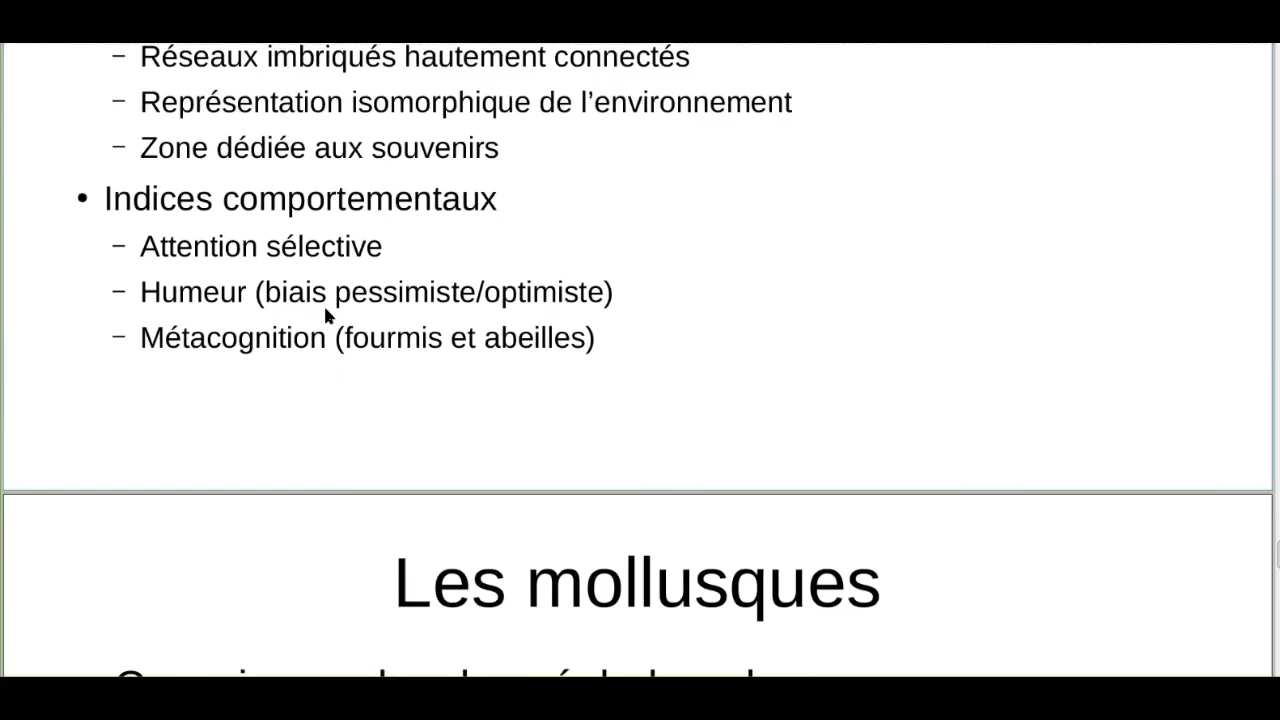 – Réseaux imbriqués hautement connectés
– Représentation isomorphique de l’environnement
– Zone dédiée aux souvenirs
• Indices comportementaux
– Attention sélective
– Humeur (biais pessimiste/optimiste)
– Métacognition (fourmis et abeilles)
Les mollusques